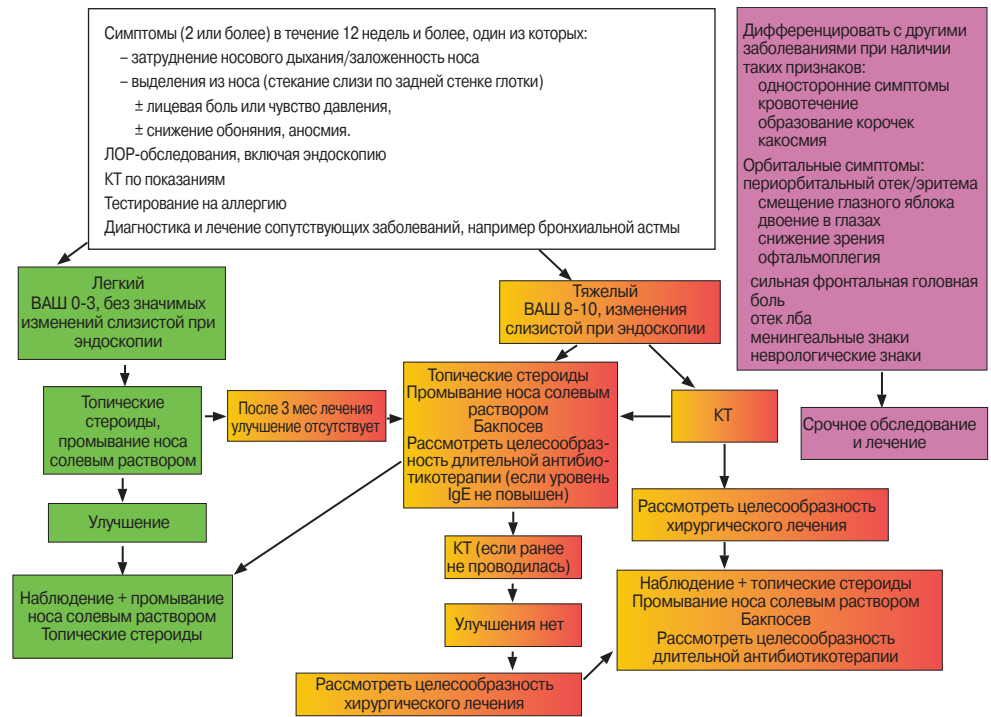 Симптомы (2 или более) в течение 12 недель и более, один из которых:
– затруднение носового дыхания/заложенность носа
– выделения из носа (стекание слизи по задней стенке глотки)
± лицевая боль или чувство давления,
± снижение обоняния, аносмия.
ЛОР-обследования, включая эндоскопию
КТ по показаниям
Тестирование на аллергию
Диагностика и лечение сопутствующих заболеваний, например бронхиальной астмы
Дифференцировать с другими
заболеваниями при наличии
таких признаков:
односторонние симптомы
кровотечение
образование корочек
какосмия
Орбитальные симптомы:
периорбитальный отек/эритема
смещение глазного яблока
двоение в глазах
снижение зрения
офтальмоплегия
сильная фронтальная головная
боль
отек лба
менингеальные знаки
неврологические знаки
Срочное обследование
и лечение
Легкий
ВАШ 0-3, без значимых
изменений слизистой при
эндоскопии
Тяжелый
ВАШ 8-10, изменения
слизистой при эндоскопии
Топические
стероиды,
промывание носа
солевым раствором
После 3 мес лечения
улучшение отсутствует
Топические стероиды
Промывание носа солевым
раствором
Бакпосев
Рассмотреть целесообраз-
ность длительной антибио-
тикотерапии (если уровень
IgE не повышен)
КТ
Улучшение
Рассмотреть целесообразность
хирургического лечения
КТ (если ранее
не проводилась)
Наблюдение + промывание
носа солевым раствором
Топические стероиды
Улучшения нет
Наблюдение + топические стероиды
Промывание носа солевым раствором
Бакпосев
Рассмотреть целесообразность
длительной антибиотикотерапии
Рассмотреть целесообразность
хирургического лечения